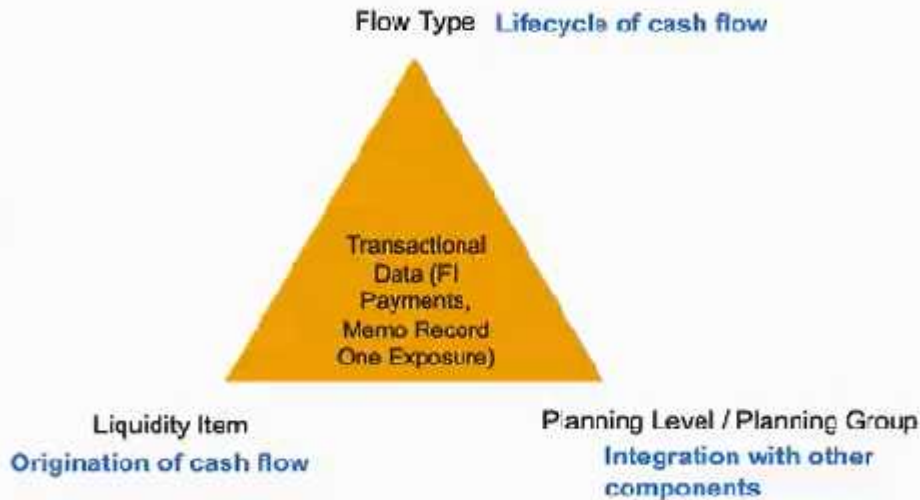 Flow Type Lifecycle of cash flow
Transactional
Data (FI
Payments,
Memo Record
One Exposure)
Liquidity Item
Origination of cash flow
Planning Level / Planning Group
Integration with other
components